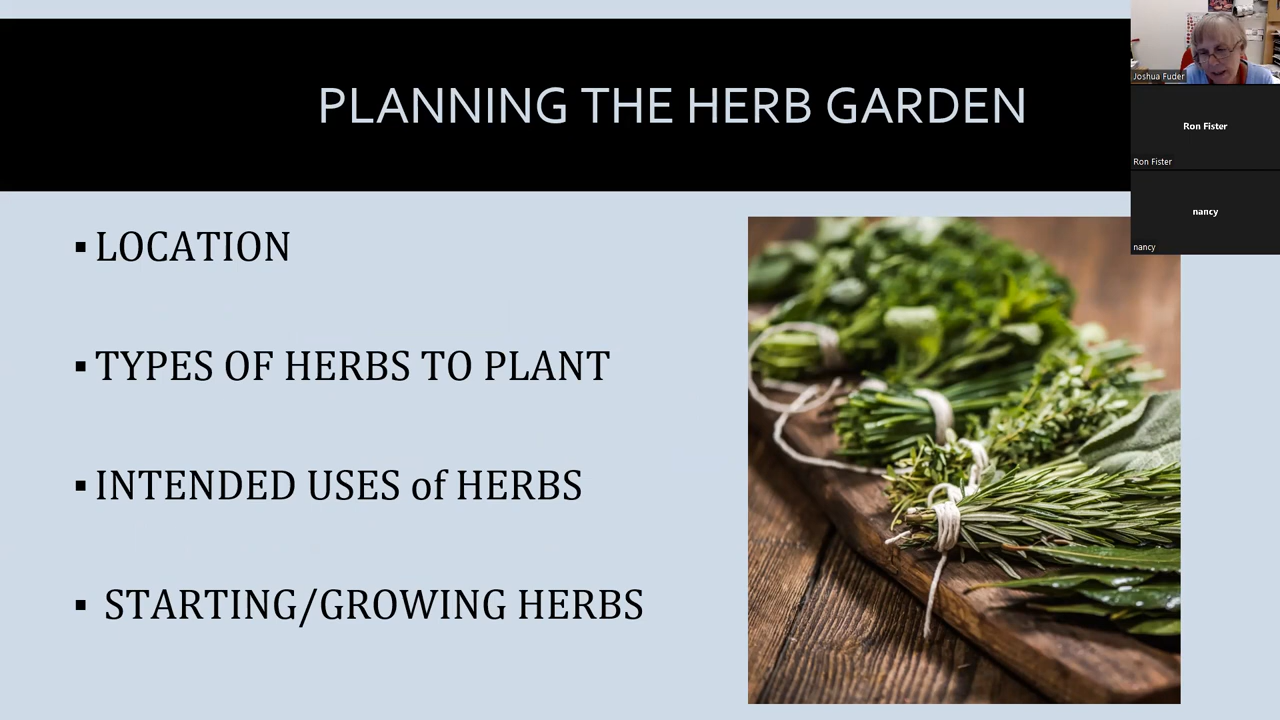 PLANNING THE HERB GARDEN
▪ LOCATION
▪ TYPES OF HERBS TO PLANT
▪ INTENDED USES of HERBS
▪ STARTING/GROWING HERBS
Joshua Fuder
Ron Fister
Ron Fister
nancy
nancy